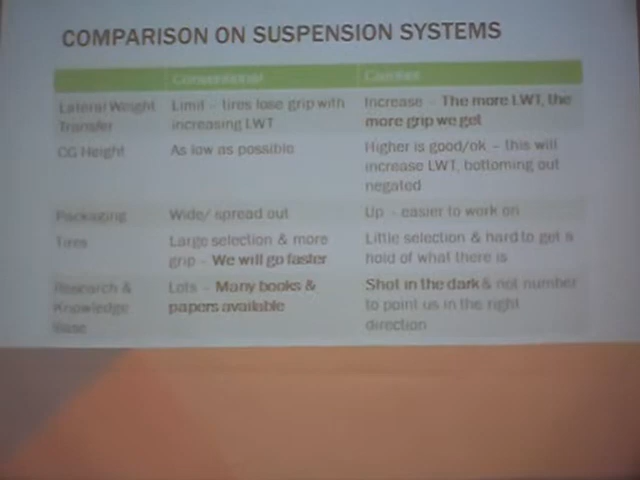 COMPARISON ON SUSPENSION SYSTEMS
Conventional
Lateral Weight Limit – tires lose grip with Increase – The more LWT, the
Transfer increasing LWT more grip we get
CG Height As low as possible Higher is good/ok – this will
increase LWT, bottoming out
negated
Packaging Wide/ spread out Up – easier to work on
Tires Large selection & more Little selection & hard to get a
grip – We will go faster hold of what there is
Research & Lots – Many books & Shot in the dark & not number
Knowledge papers available to point us in the right
Base direction